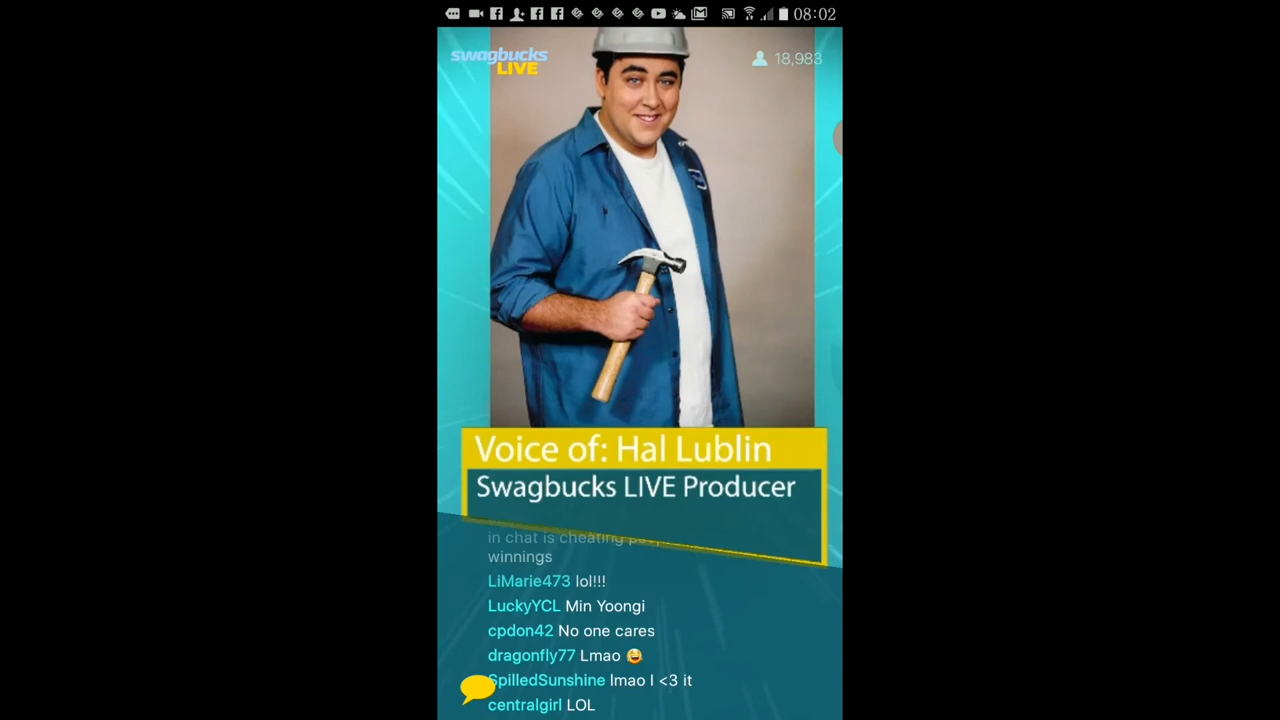 08:02
swagbucks
LIVE
18,983
Voice of: Hal Lublin
Swagbucks LIVE Producer
in chat is cheating
winnings
LiMarie473 lol!!!
LuckyYCL Min Yoongi
cpdon42 No one cares
dragonfly77 Lmao 😂
SpilledSunshine lmao I <3 it
centralgirl LOL